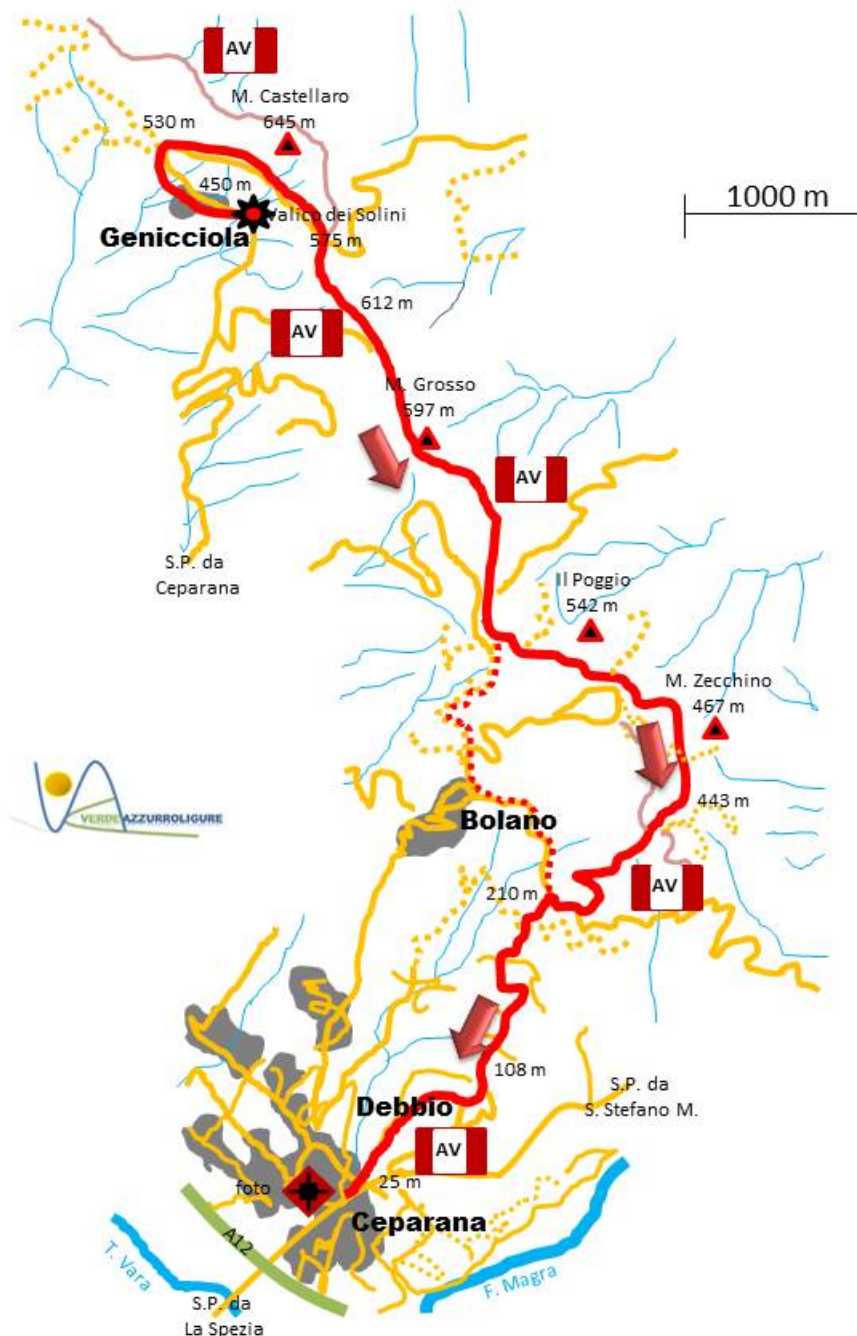 AV
M. Castellaro
645 m
530 m
450 m
1000 m
Valico dei Solini
575 m
Genicciola
612 m
AV
M. Grosso
597 m
AV
S.P. da
Ceparana
Il Poggio
542 m
M. Zecchino
467 m
443 m
VERDEAZZURROLIGURE
Bolano
AV
210 m
108 m
S.P. da
S. Stefano M.
Debbio
AV
25 m
foto
Ceparana
A12
T. Vara
F. Magra
S.P. da
La Spezia